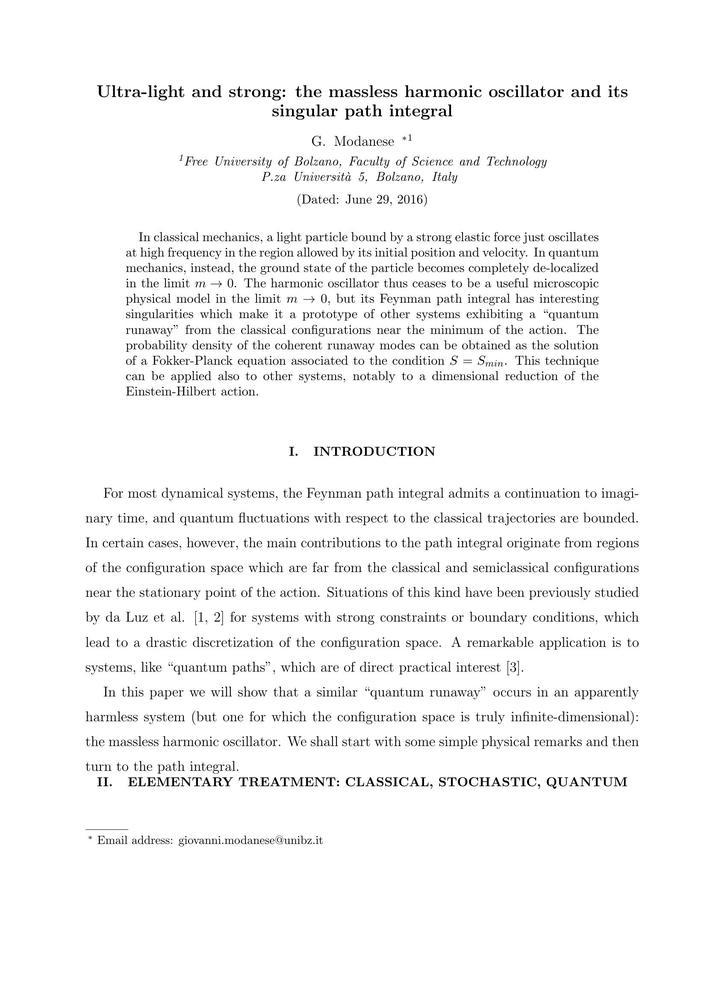 Ultra-light and strong: the massless harmonic oscillator and its
singular path integral
G. Modanese *1
1Free University of Bolzano, Faculty of Science and Technology
P.za Università 5, Bolzano, Italy
(Dated: June 29, 2016)
In classical mechanics, a light particle bound by a strong elastic force just oscillates
at high frequency in the region allowed by its initial position and velocity. In quantum
mechanics, instead, the ground state of the particle becomes completely de-localized
in the limit m → 0. The harmonic oscillator thus ceases to be a useful microscopic
physical model in the limit m → 0, but its Feynman path integral has interesting
singularities which make it a prototype of other systems exhibiting a “quantum
runaway” from the classical configurations near the minimum of the action. The
probability density of the coherent runaway modes can be obtained as the solution
of a Fokker-Planck equation associated to the condition S = Smin. This technique
can be applied also to other systems, notably to a dimensional reduction of the
Einstein-Hilbert action.
I. INTRODUCTION
For most dynamical systems, the Feynman path integral admits a continuation to imagi-
nary time, and quantum fluctuations with respect to the classical trajectories are bounded.
In certain cases, however, the main contributions to the path integral originate from regions
of the configuration space which are far from the classical and semiclassical configurations
near the stationary point of the action. Situations of this kind have been previously studied
by da Luz et al. [1, 2] for systems with strong constraints or boundary conditions, which
lead to a drastic discretization of the configuration space. A remarkable application is to
systems, like “quantum paths”, which are of direct practical interest [3].
In this paper we will show that a similar “quantum runaway” occurs in an apparently
harmless system (but one for which the configuration space is truly infinite-dimensional):
the massless harmonic oscillator. We shall start with some simple physical remarks and then
turn to the path integral.
II. ELEMENTARY TREATMENT: CLASSICAL, STOCHASTIC, QUANTUM
* Email address: giovanni.modanese@unibz.it